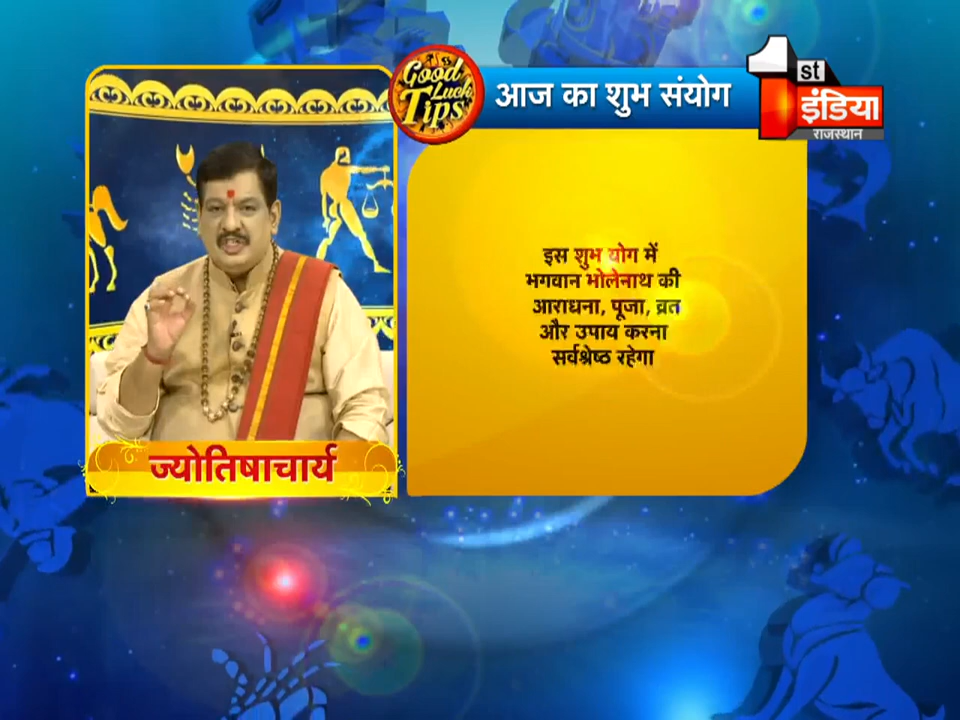 Good
Luck
Tips
आज का शुभ संयोग
1st
इंडिया
राजस्थान
इस शुभ योग में
भगवान भोलेनाथ की
आराधना, पूजा, व्रत
और उपाय करना
सर्वश्रेष्ठ रहेगा
ज्योतिषाचार्य